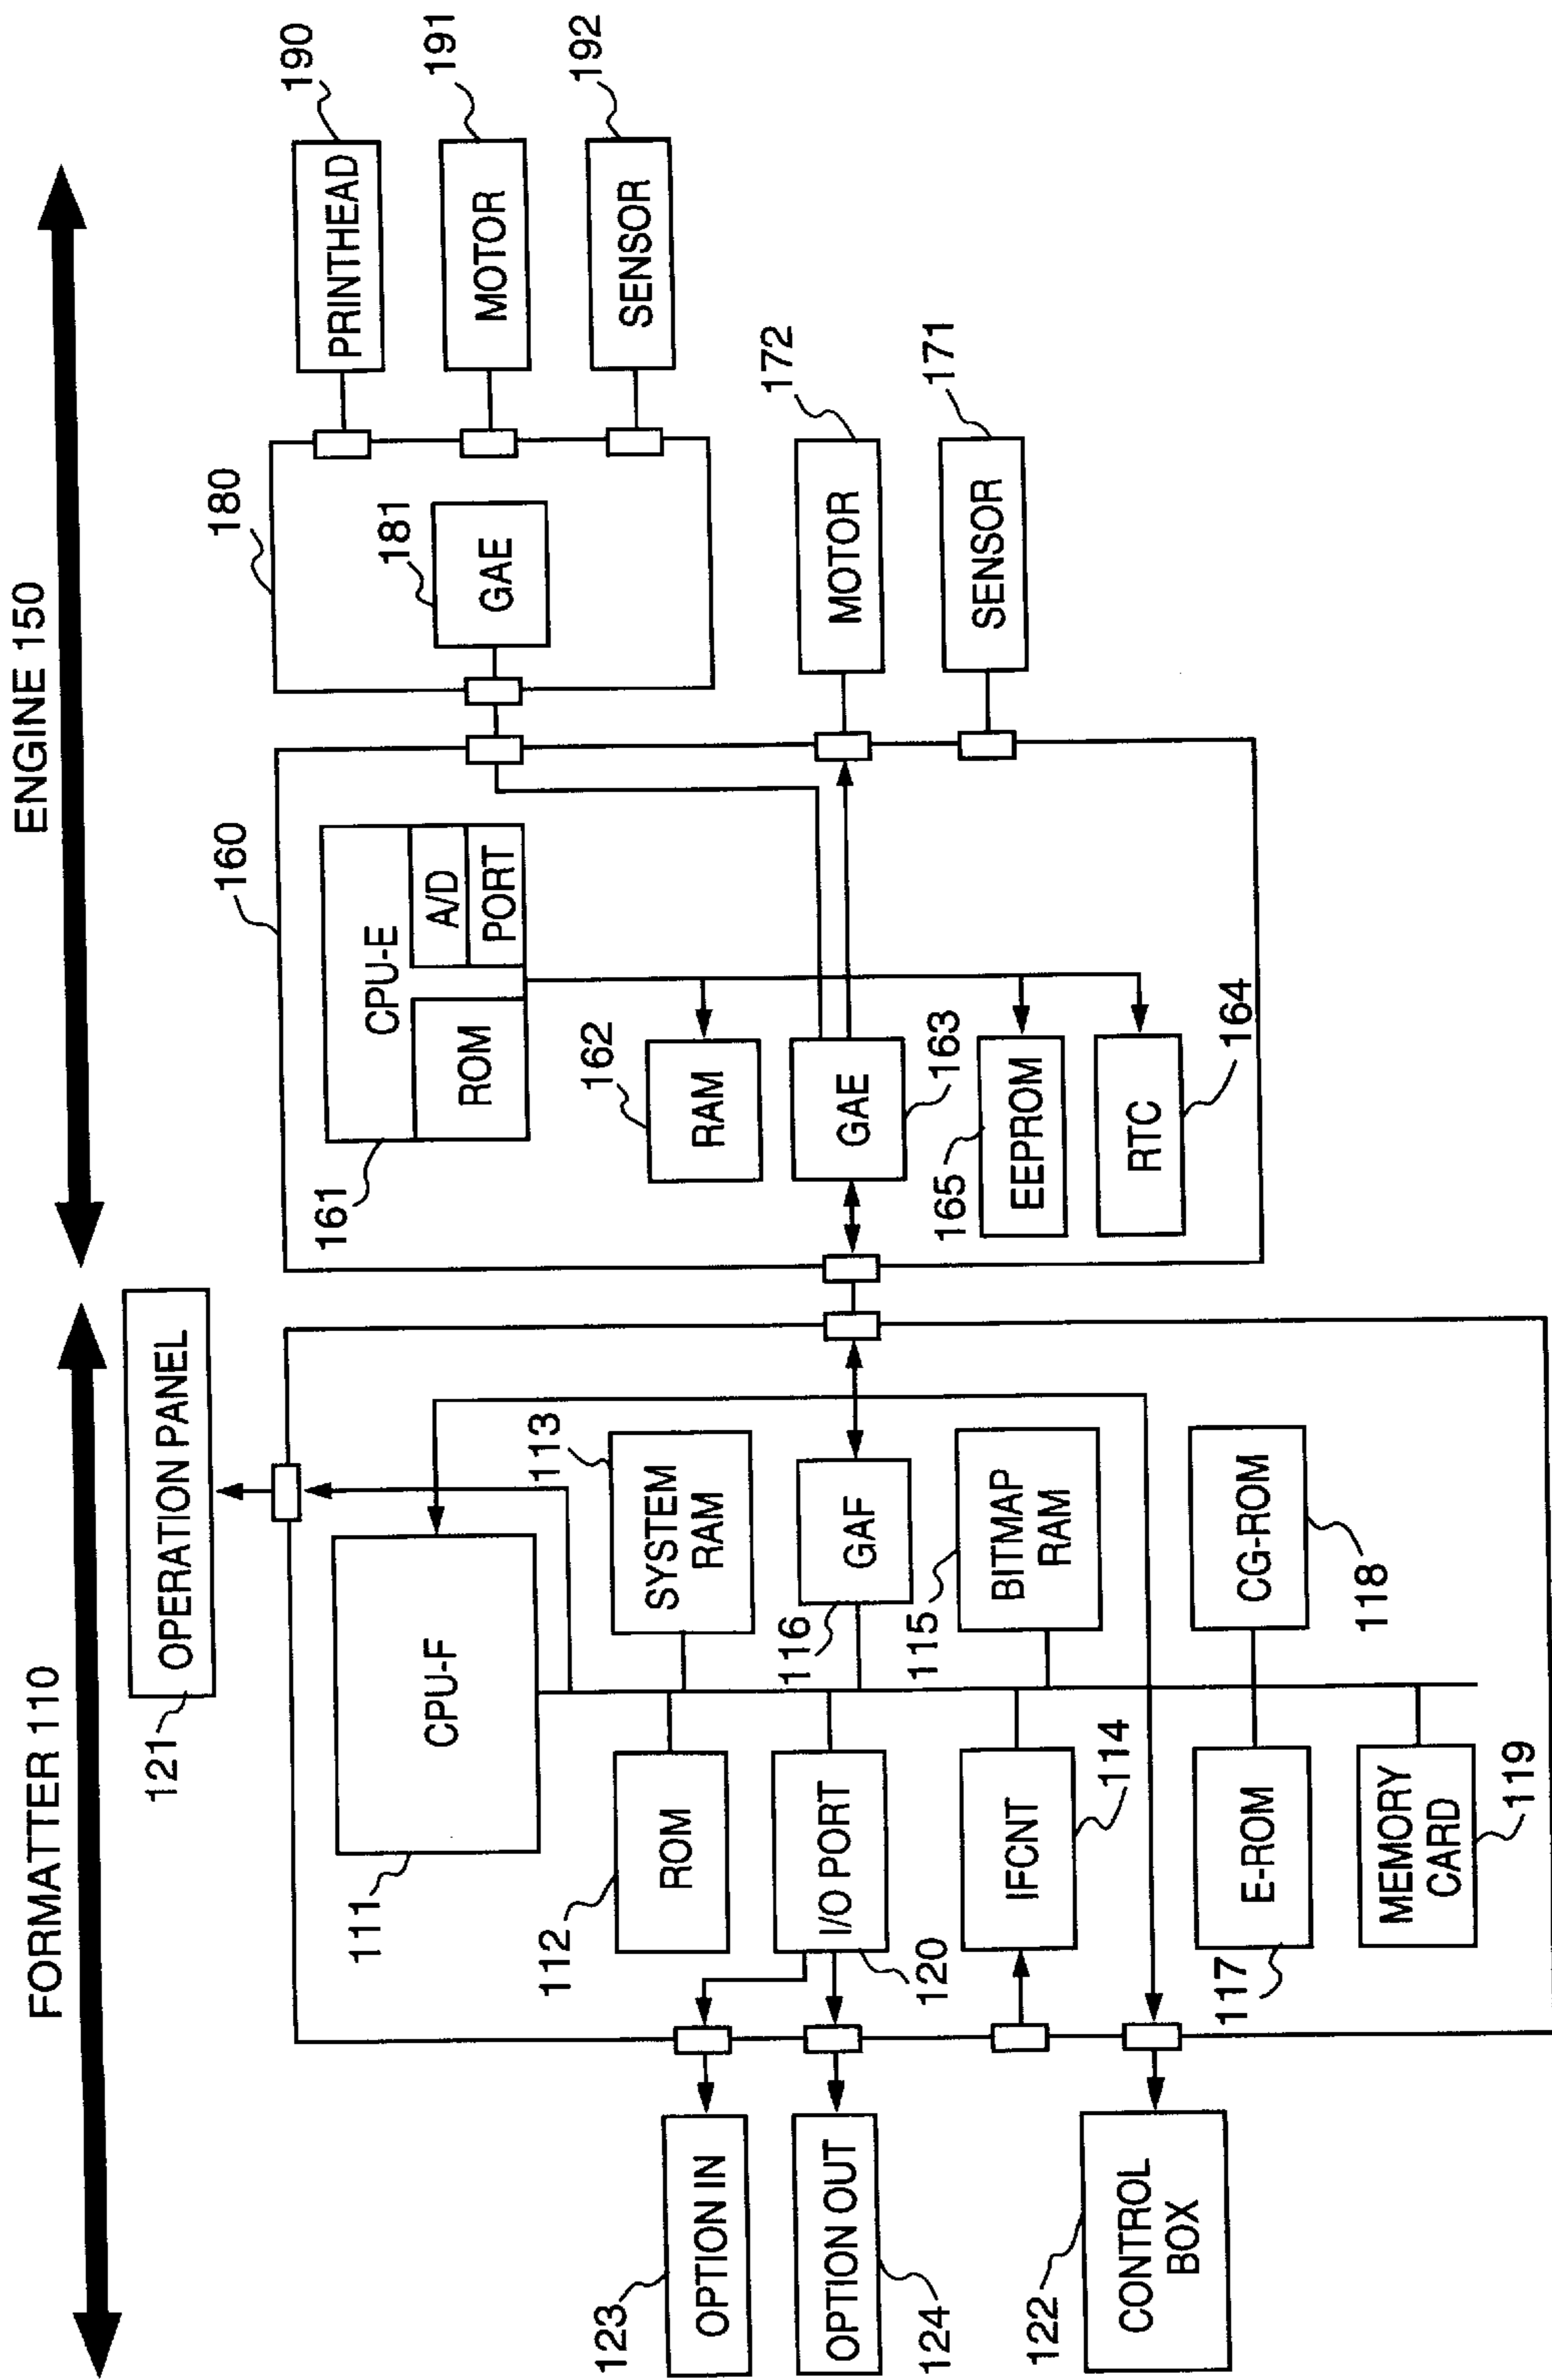 FORMATTER 110
ENGINE 150
121
OPERATION PANEL
111
CPU-F
112
ROM
113
SYSTEM
RAM
123
OPTION IN
124
OPTION OUT
120
I/O PORT
116
GAF
122
CONTROL
BOX
IFCNT
114
115
BITMAP
RAM
117
E-ROM
CG-ROM
118
MEMORY
CARD
119
160
161
CPU-E
ROM
A/D
PORT
162
RAM
GAE
163
165
EEPROM
RTC
164
180
181
GAE
PRINTHEAD
190
MOTOR
191
SENSOR
192
MOTOR
172
SENSOR
171